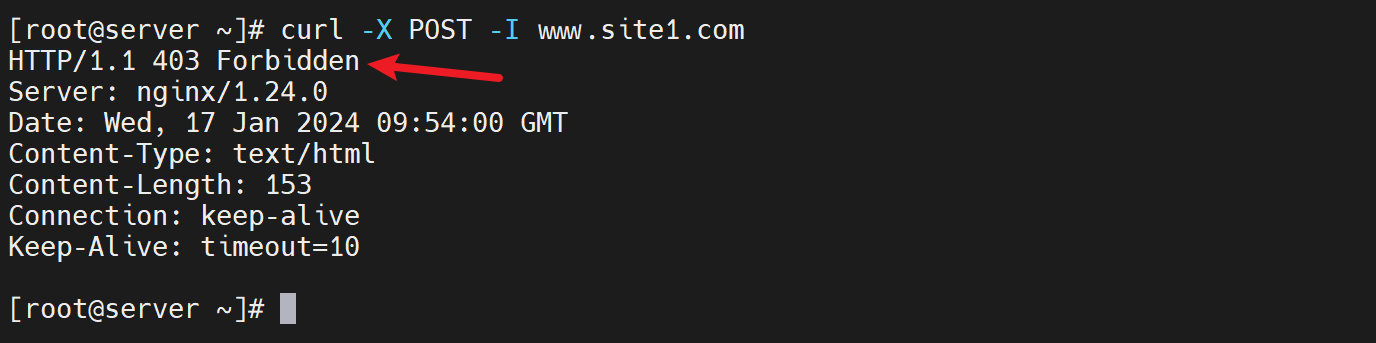 [root@server ~]# curl -X POST -I www.site1.com
HTTP/1.1 403 Forbidden
Server: nginx/1.24.0
Date: Wed, 17 Jan 2024 09:54:00 GMT
Content-Type: text/html
Content-Length: 153
Connection: keep-alive
Keep-Alive: timeout=10
[root@server ~]#